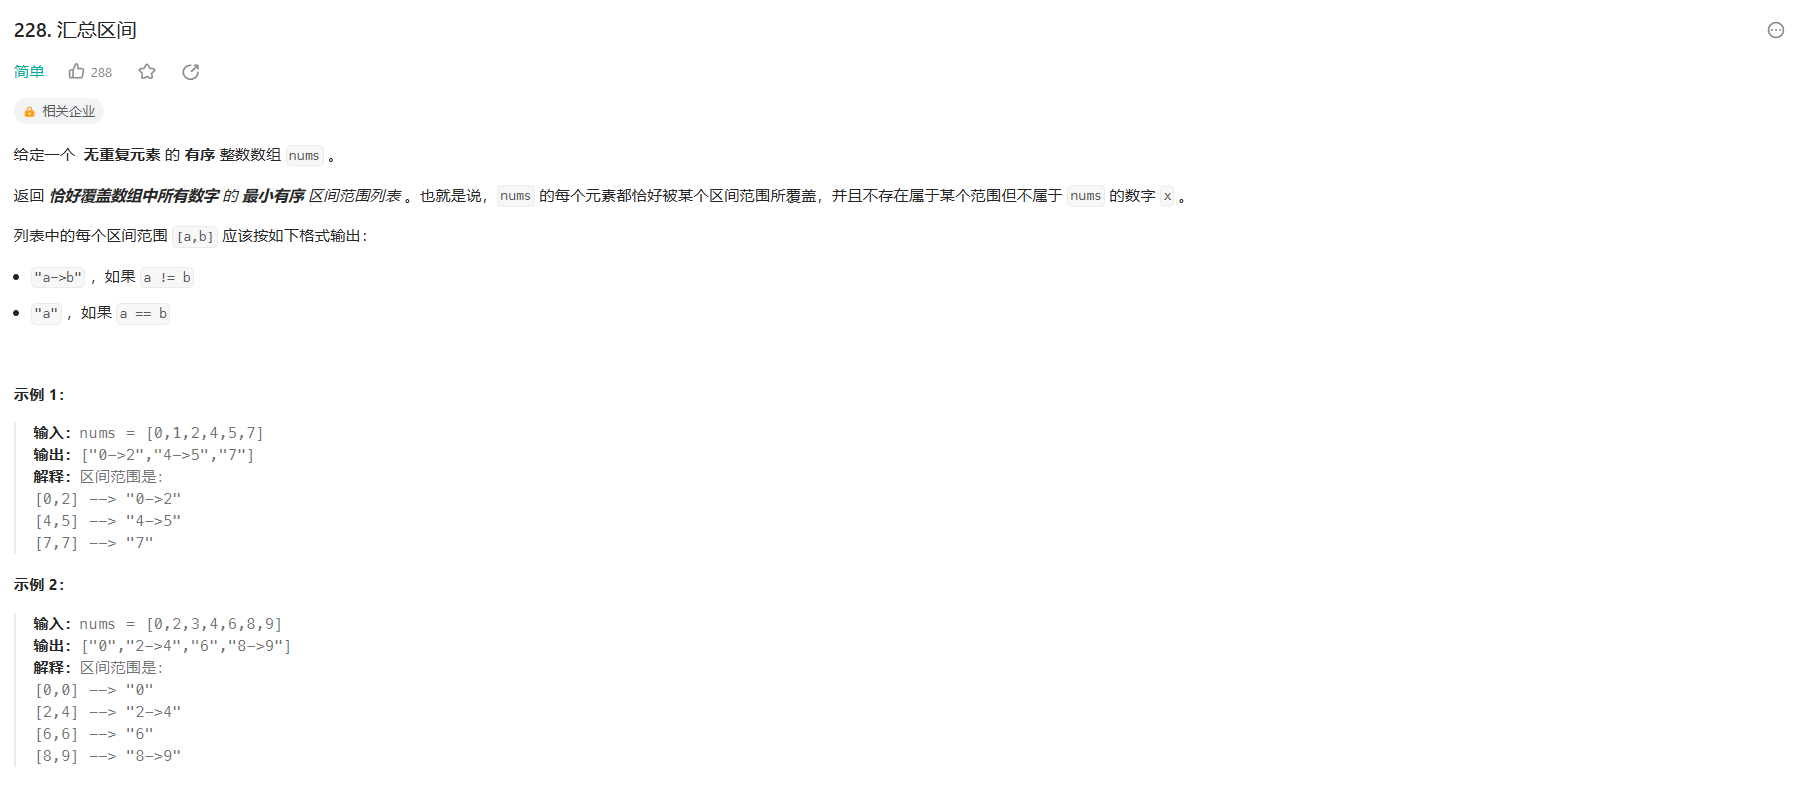 228. 汇总区间
简单 288
相关企业
给定一个 无重复元素 的 有序 整数数组 nums 。
返回 恰好覆盖数组中所有数字 的 最小有序 区间范围列表 。也就是说，nums 的每个元素都恰好被某个区间范围所覆盖，并且不存在属于某个范围但不属于 nums 的数字 x 。
列表中的每个区间范围 [a,b] 应该按如下格式输出：
"a->b" ，如果 a != b
"a" ，如果 a == b
示例 1：
输入：nums = [0,1,2,4,5,7]
输出：["0->2","4->5","7"]
解释：区间范围是：
[0,2] --> "0->2"
[4,5] --> "4->5"
[7,7] --> "7"
示例 2：
输入：nums = [0,2,3,4,6,8,9]
输出：["0","2->4","6","8->9"]
解释：区间范围是：
[0,0] --> "0"
[2,4] --> "2->4"
[6,6] --> "6"
[8,9] --> "8->9"